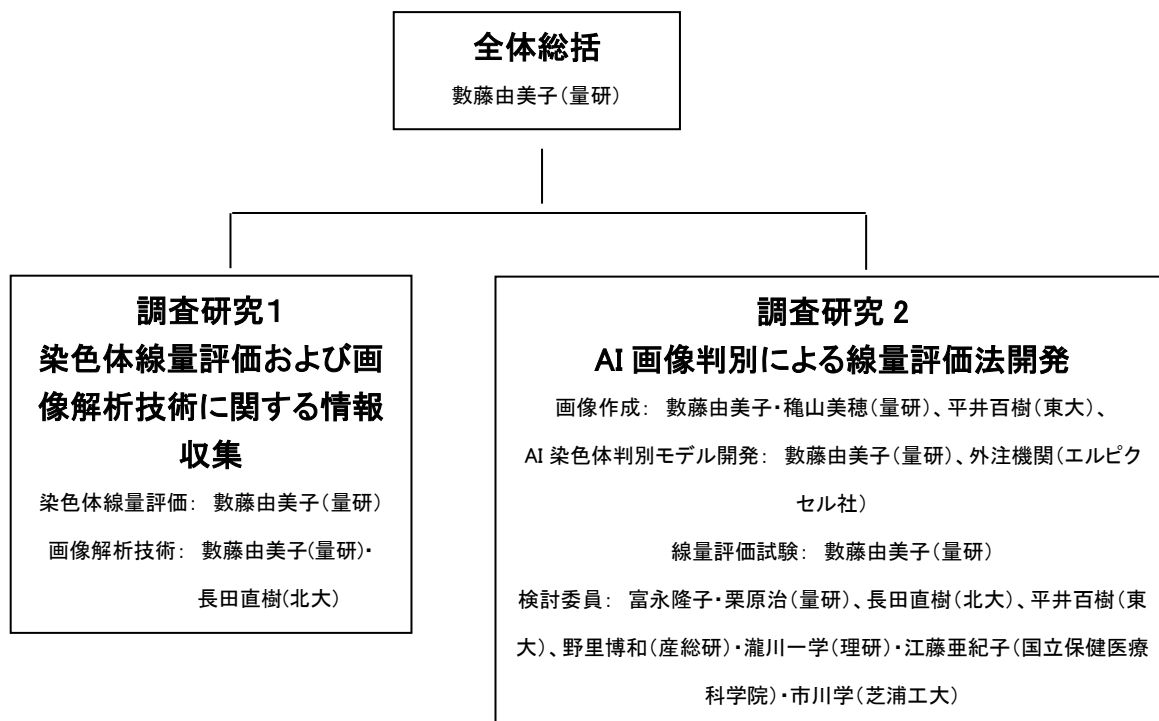 全体総括
數藤由美子(量研)
調査研究１
染色体線量評価および画
像解析技術に関する情報
収集
染色体線量評価： 數藤由美子(量研)
画像解析技術： 數藤由美子(量研)・
長田直樹(北大)
調査研究 2
AI 画像判別による線量評価法開発
画像作成： 數藤由美子・穐山美穂(量研)、平井百樹(東大)、
AI 染色体判別モデル開発： 數藤由美子(量研)、外注機関(エルピク
セル社)
線量評価試験： 數藤由美子(量研)
検討委員： 富永隆子・栗原治(量研)、長田直樹(北大)、平井百樹(東
大)、野里博和(産総研)・瀧川一学(理研)・江藤亜紀子(国立保健医療
科学院)・市川学(芝浦工大)